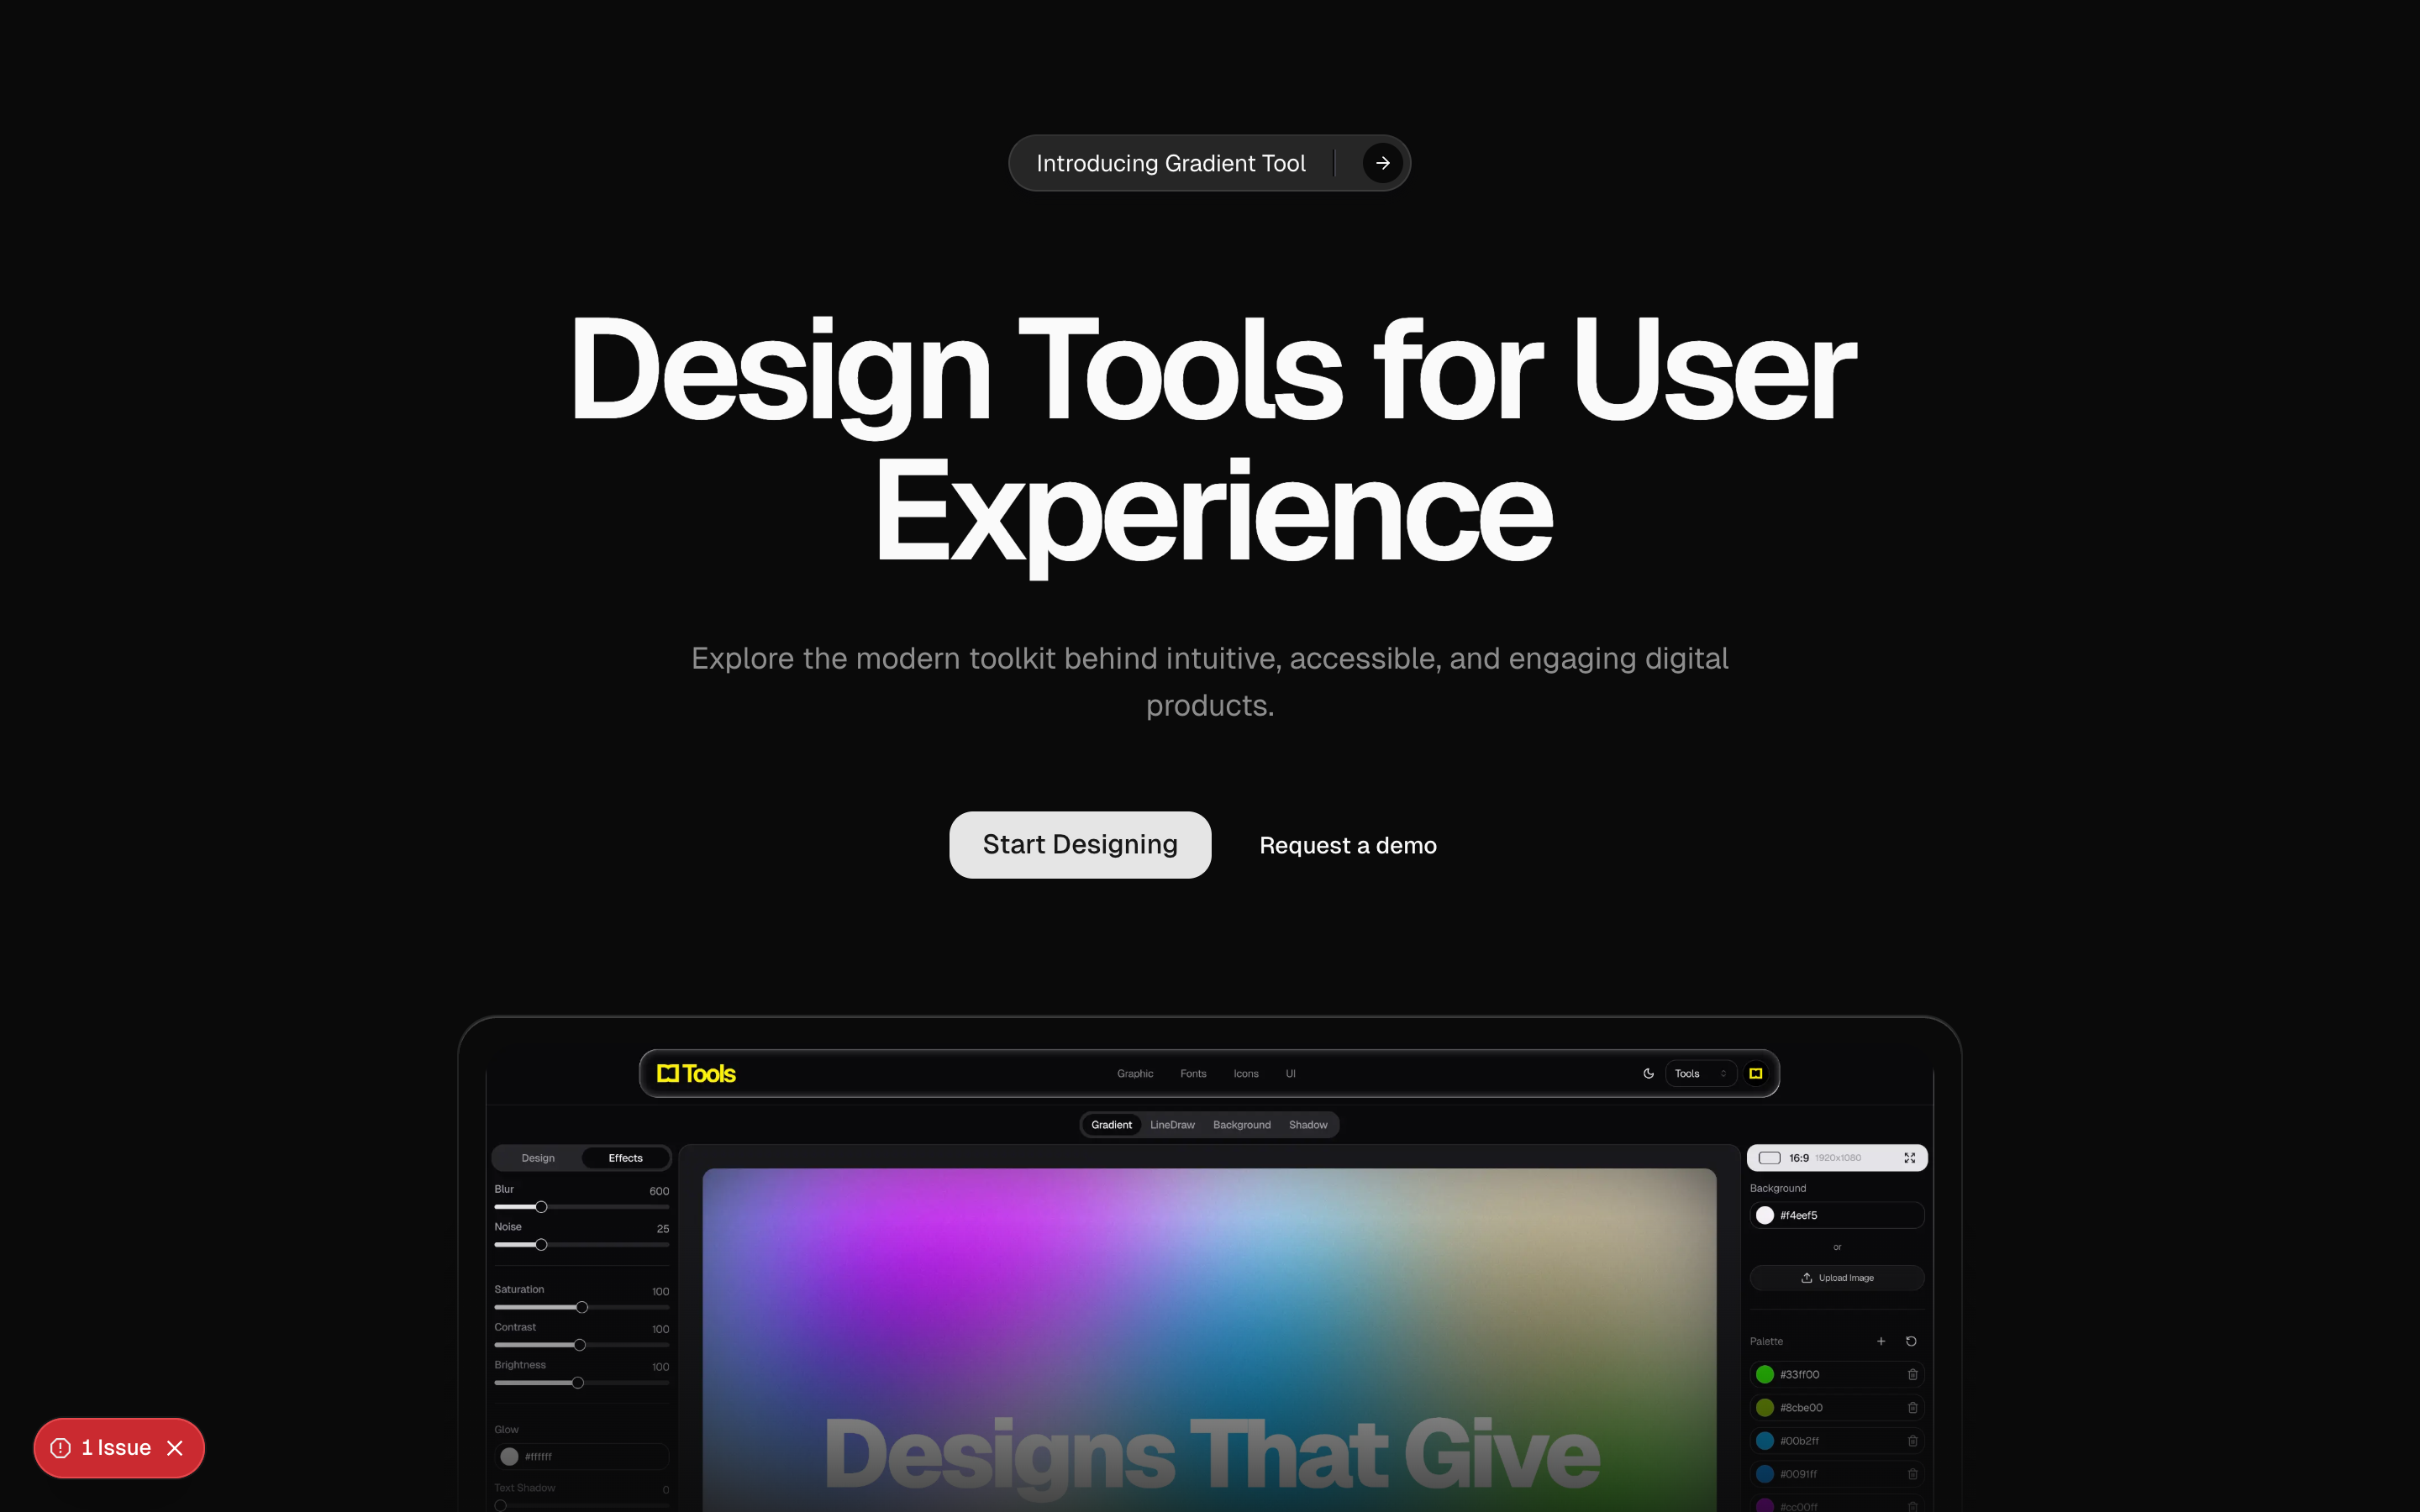 Introducing Gradient Tool
Design Tools for User
Experience
Explore the modern toolkit behind intuitive, accessible, and engaging digital
products.
Start Designing
Request a demo
Tools
Graphic
Fonts
Icons
UI
Tools
Gradient
LineDraw
Background
Shadow
Design
Effects
Blur
600
Noise
25
Saturation
100
Contrast
100
Brightness
100
Glow
#ffffff
Text Shadow
0
Designs That Give
16:9 1920x1080
Background
#f4eef5
or
Upload Image
Palette
#33ff00
#8cbe00
#00b2ff
#0091ff
#cc00ff
1 Issue